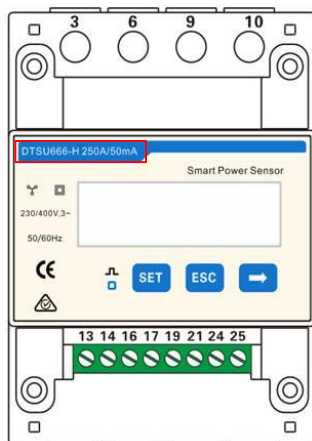 3 6 9 10
DTSU666-H 250A/50mA
Smart Power Sensor
230/400V,3~
50/60Hz
CE
SET ESC
13 14 16 17 19 21 24 25